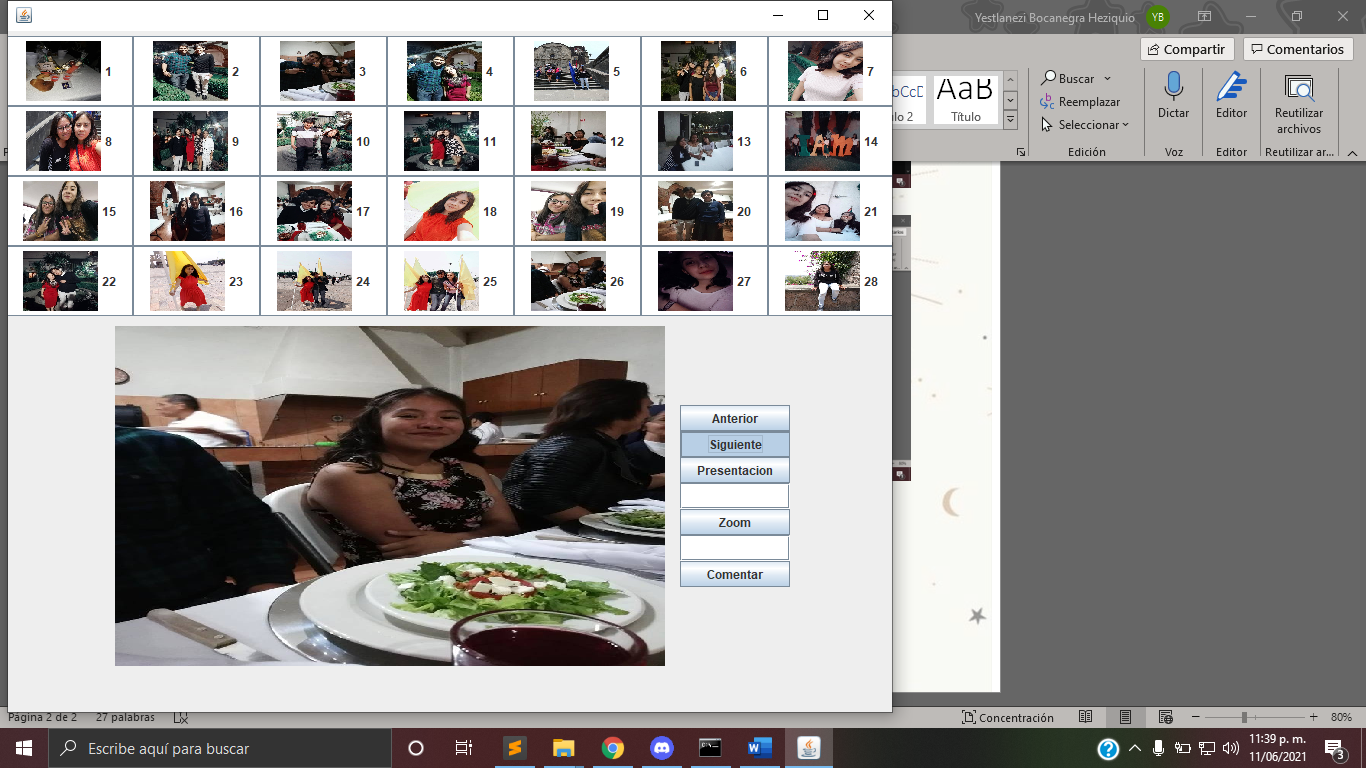 Yestlanezi Bocanegra Heziquio YB
Compartir Comentarios
Buscar
Reemplazar
Seleccionar
Edición
Título
Dictar
Voz
Editor
Editor
Reutilizar
archivos
Reutilizar ar...
1 2 3 4 5 6 7
8 9 10 11 12 13 14
15 16 17 18 19 20 21
22 23 24 25 26 27 28
Anterior
Siguiente
Presentacion
Zoom
Comentar
Página 2 de 2 27 palabras Concentración 80%
Escribe aquí para buscar
11:39 p. m.
11/06/2021
3